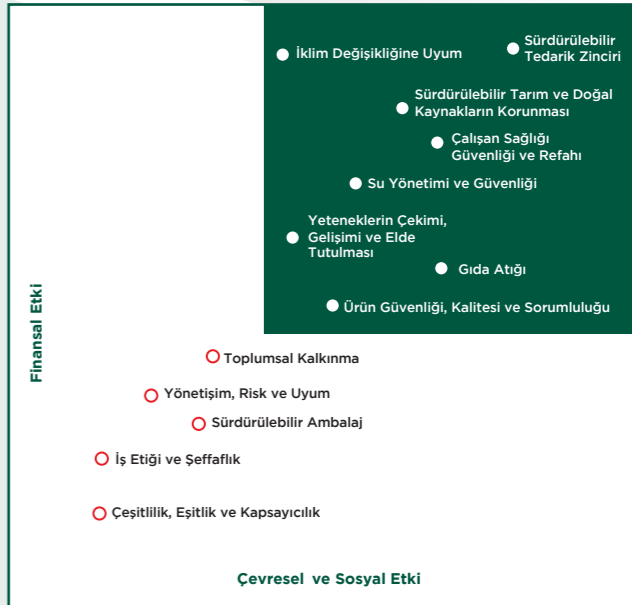 İklim Değişikliğine Uyum
Sürdürülebilir
Tedarik Zinciri
Sürdürülebilir Tarım ve Doğal
Kaynakların Korunması
Çalışan Sağlığı
Güvenliği ve Refahı
Su Yönetimi ve Güvenliği
Yeteneklerin Çekimi,
Gelişimi ve Elde
Tutulması
Gıda Atığı
Ürün Güvenliği, Kalitesi ve Sorumluluğu
Finansal Etki
Toplumsal Kalkınma
Yönetişim, Risk ve Uyum
Sürdürülebilir Ambalaj
İş Etiği ve Şeffaflık
Çeşitlilik, Eşitlik ve Kapsayıcılık
Çevresel ve Sosyal Etki